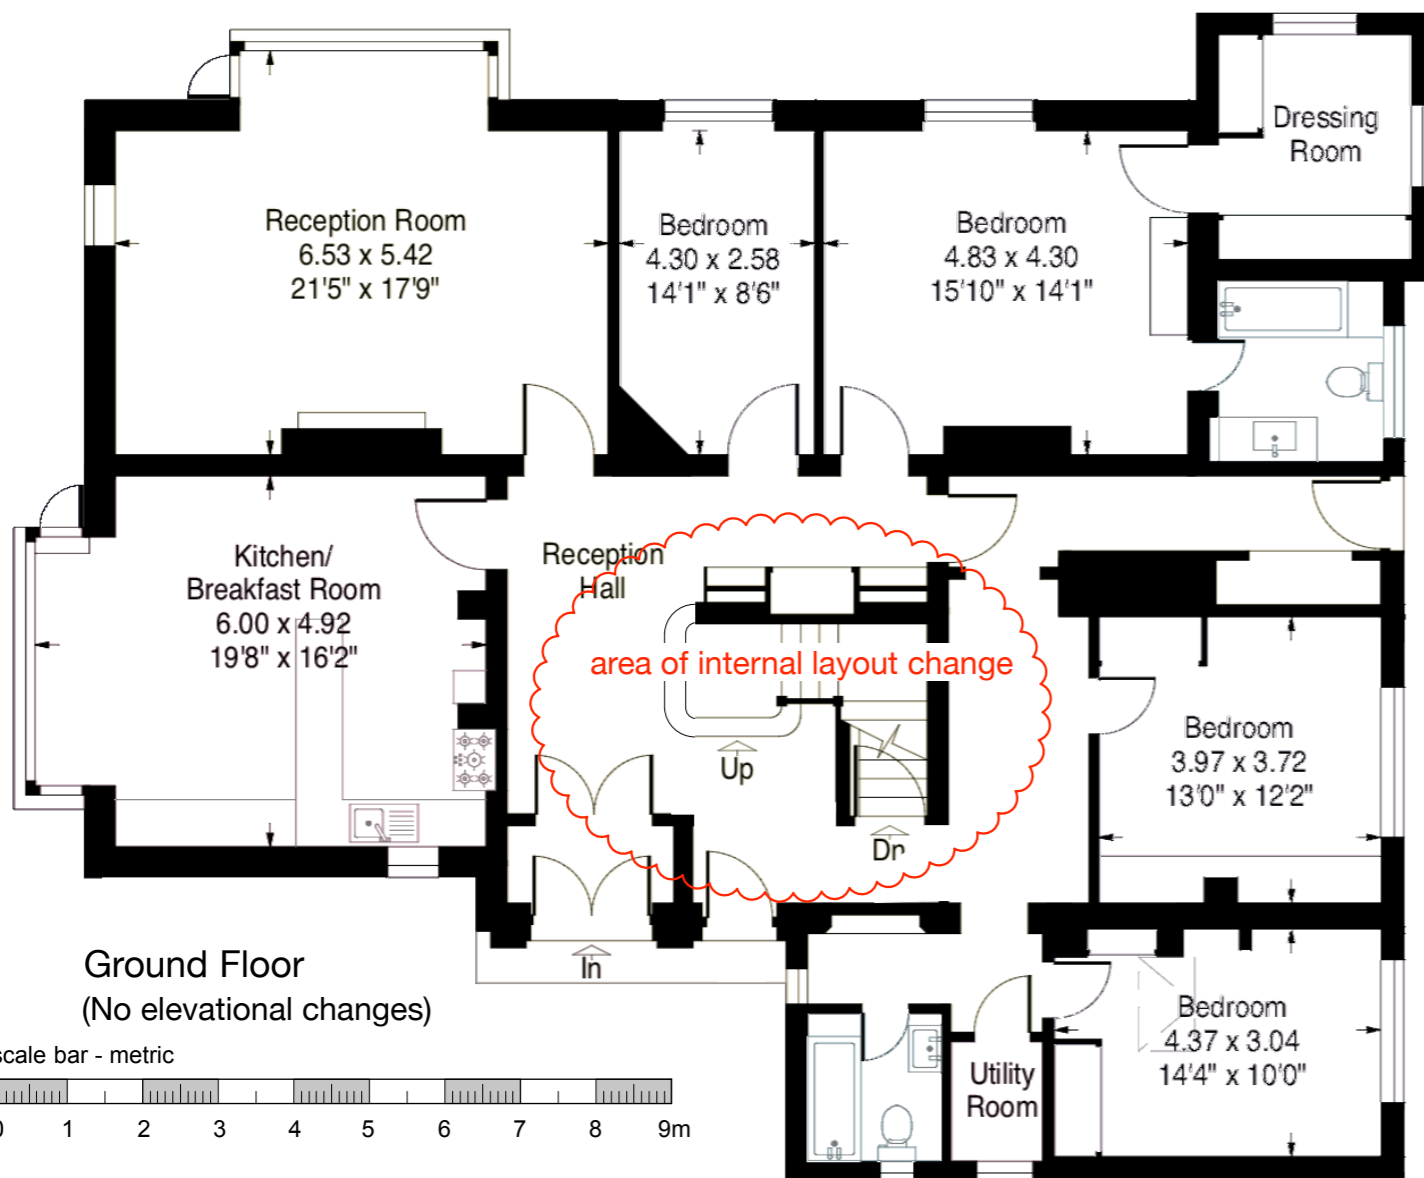 Dressing
Room
Reception Room
6.53 x 5.42
21'5" x 17'9"
Bedroom
4.30 x 2.58
14'1" x 8'6"
Bedroom
4.83 x 4.30
15'10" x 14'1"
Kitchen/
Breakfast Room
6.00 x 4.92
19'8" x 16'2"
Reception
Hall
area of internal layout change
Up
Dn
Bedroom
3.97 x 3.72
13'0" x 12'2"
In
Ground Floor
(No elevational changes)
Bedroom
4.37 x 3.04
14'4" x 10'0"
Utility
Room
scale bar - metric
0 1 2 3 4 5 6 7 8 9m